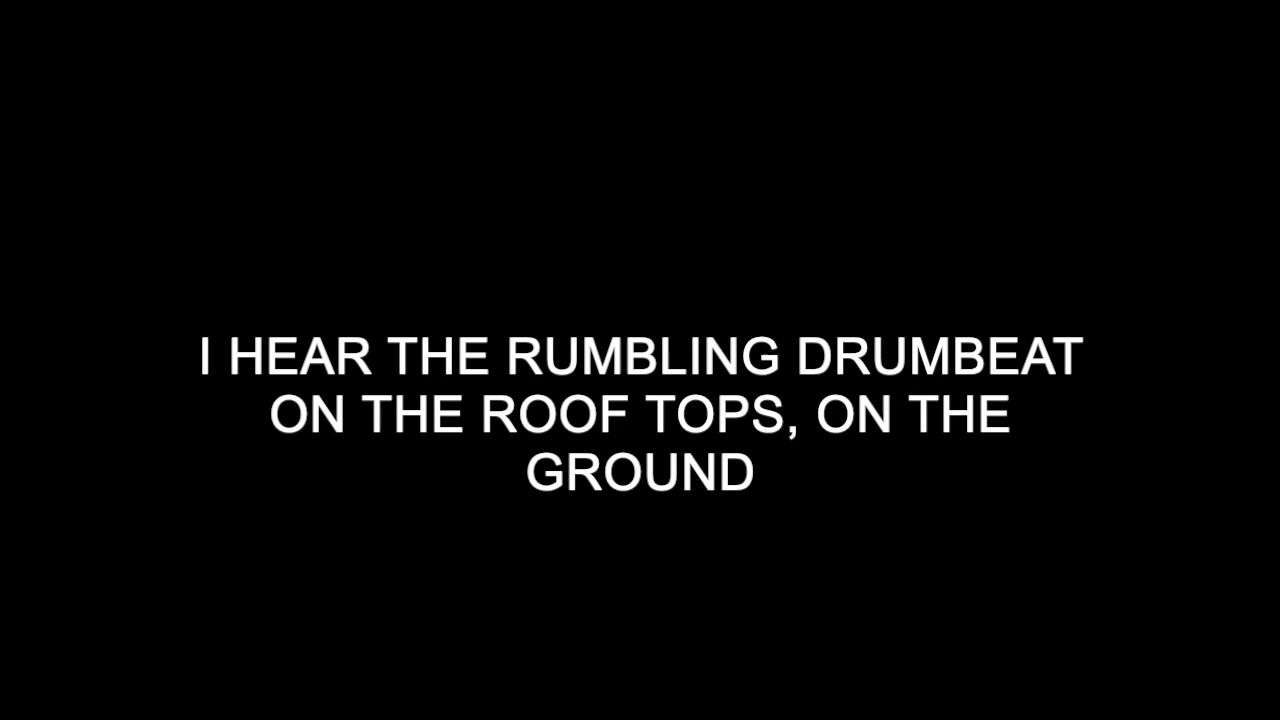 I HEAR THE RUMBLING DRUMBEAT
ON THE ROOF TOPS, ON THE
GROUND